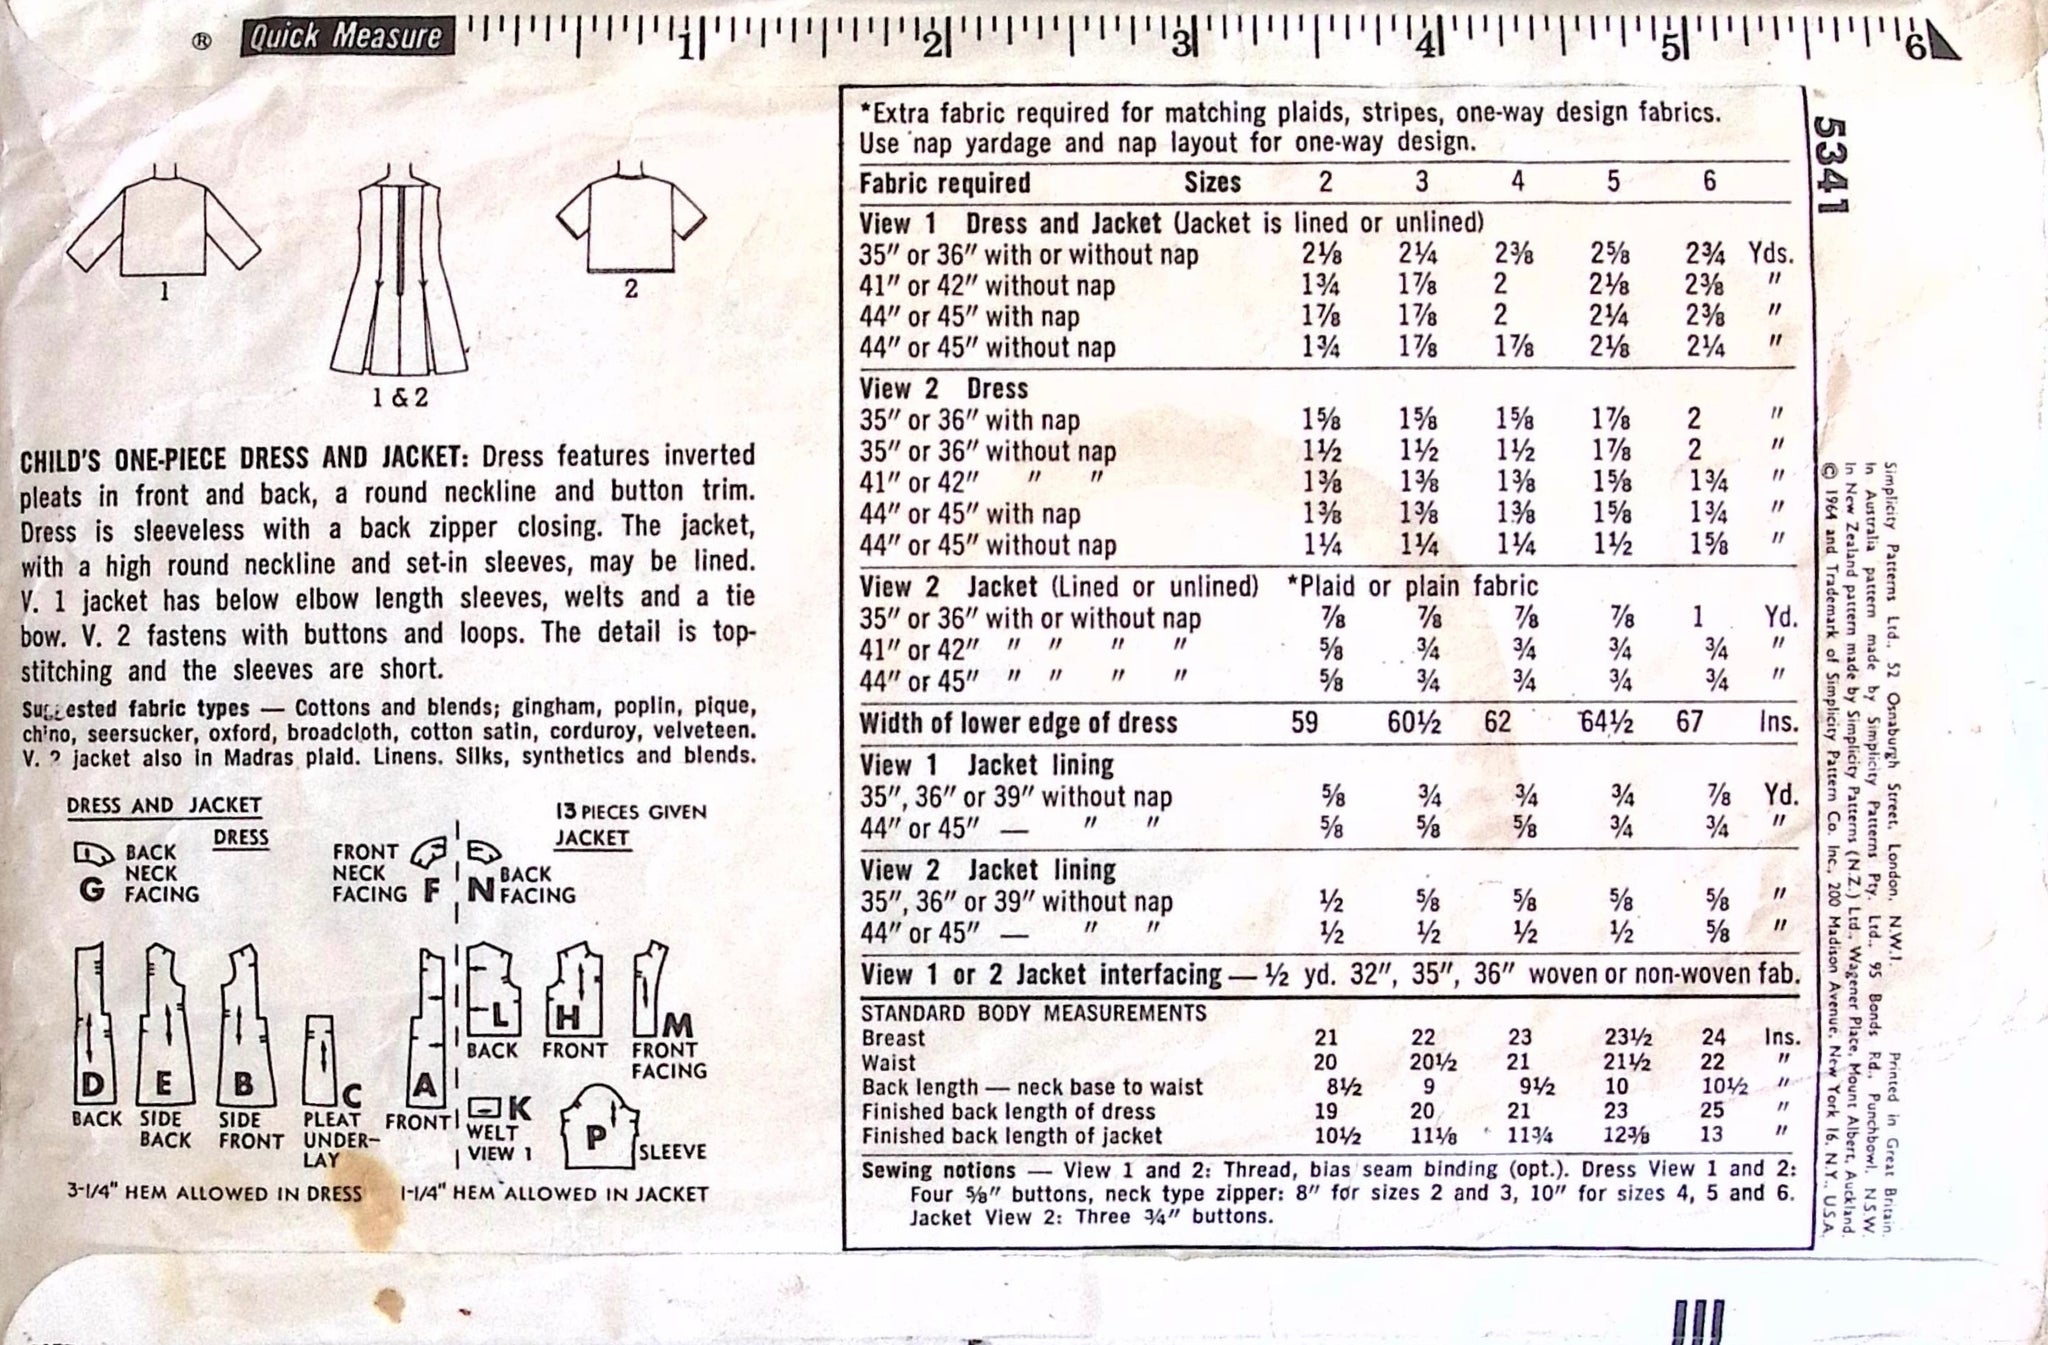 ® Quick Measure 1 2 3 4 5 6
1
1 & 2
2
CHILD'S ONE-PIECE DRESS AND JACKET: Dress features inverted
pleats in front and back, a round neckline and button trim.
Dress is sleeveless with a back zipper closing. The jacket,
with a high round neckline and set-in sleeves, may be lined.
V. 1 jacket has below elbow length sleeves, welts and a tie
bow. V. 2 fastens with buttons and loops. The detail is top-
stitching and the sleeves are short.
Suggested fabric types — Cottons and blends; gingham, poplin, pique,
chino, seersucker, oxford, broadcloth, cotton satin, corduroy, velveteen.
V. 2 jacket also in Madras plaid. Linens. Silks, synthetics and blends.
DRESS AND JACKET
13 PIECES GIVEN
DRESS
JACKET
G BACK NECK FACING
FRONT NECK FACING F
N BACK FACING
D BACK
E SIDE BACK
B SIDE FRONT
C PLEAT UNDER-LAY
A FRONT
L BACK
H FRONT
M FRONT FACING
K WELT VIEW 1
P SLEEVE
3-1/4" HEM ALLOWED IN DRESS
1-1/4" HEM ALLOWED IN JACKET
*Extra fabric required for matching plaids, stripes, one-way design fabrics.
Use nap yardage and nap layout for one-way design.
Fabric required Sizes 2 3 4 5 6
View 1 Dress and Jacket (Jacket is lined or unlined)
35" or 36" with or without nap 2⅛ 2¼ 2⅜ 2⅝ 2¾ Yds.
41" or 42" without nap 1¾ 1⅞ 2 2⅛ 2⅜ "
44" or 45" with nap 1⅞ 1⅞ 2 2¼ 2⅜ "
44" or 45" without nap 1¾ 1⅞ 1⅞ 2⅛ 2¼ "
View 2 Dress
35" or 36" with nap 1⅝ 1⅝ 1⅝ 1⅞ 2 "
35" or 36" without nap 1½ 1½ 1½ 1⅞ 2 "
41" or 42" " " 1⅜ 1⅜ 1⅜ 1⅝ 1¾ "
44" or 45" with nap 1⅜ 1⅜ 1⅜ 1⅝ 1¾ "
44" or 45" without nap 1¼ 1¼ 1¼ 1½ 1⅝ "
View 2 Jacket (Lined or unlined) *Plaid or plain fabric
35" or 36" with or without nap ⅞ ⅞ ⅞ ⅞ 1 Yd.
41" or 42" " " " " ⅝ ¾ ¾ ¾ ¾ "
44" or 45" " " " " ⅝ ¾ ¾ ¾ ¾ "
Width of lower edge of dress 59 60½ 62 64½ 67 Ins.
View 1 Jacket lining
35", 36" or 39" without nap ⅝ ¾ ¾ ¾ ⅞ Yd.
44" or 45" — " " ⅝ ⅝ ⅝ ¾ ¾ "
View 2 Jacket lining
35", 36" or 39" without nap ½ ⅝ ⅝ ⅝ ⅝ "
44" or 45" — " " ½ ½ ½ ½ ⅝ "
View 1 or 2 Jacket interfacing — ½ yd. 32", 35", 36" woven or non-woven fab.
STANDARD BODY MEASUREMENTS
Breast 21 22 23 23½ 24 Ins.
Waist 20 20½ 21 21½ 22 "
Back length — neck base to waist 8½ 9 9½ 10 10½ "
Finished back length of dress 19 20 21 23 25 "
Finished back length of jacket 10½ 11⅛ 11¾ 12⅜ 13 "
Sewing notions — View 1 and 2: Thread, bias seam binding (opt.). Dress View 1 and 2:
Four ⅝" buttons, neck type zipper: 8" for sizes 2 and 3, 10" for sizes 4, 5 and 6.
Jacket View 2: Three ¾" buttons.
5341
Simplicity Patterns Ltd., 52 Osnaburgh Street, London, N.W.1. Printed in Great Britain.
In Australia pattern made by Simplicity Patterns Pty. Ltd., 95 Bonds Rd., Punchbowl, N.S.W.
In New Zealand pattern made by Simplicity Patterns (N.Z.) Ltd., Wagener Place, Mount Albert, Auckland.
© 1964 and Trademark of Simplicity Pattern Co. Inc., 200 Madison Avenue, New York 16, N.Y., U.S.A.